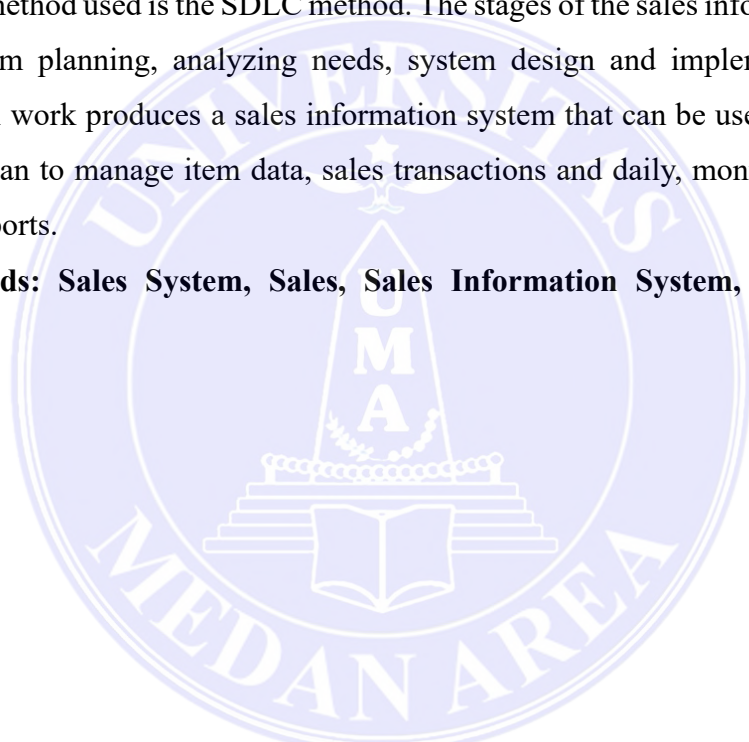 method used is the SDLC method. The stages of the sales info
m planning, analyzing needs, system design and imple
work produces a sales information system that can be use
an to manage item data, sales transactions and daily, mon
orts.
ds: Sales System, Sales, Sales Information System,
UNIVERSITAS
UMA
MEDAN AREA